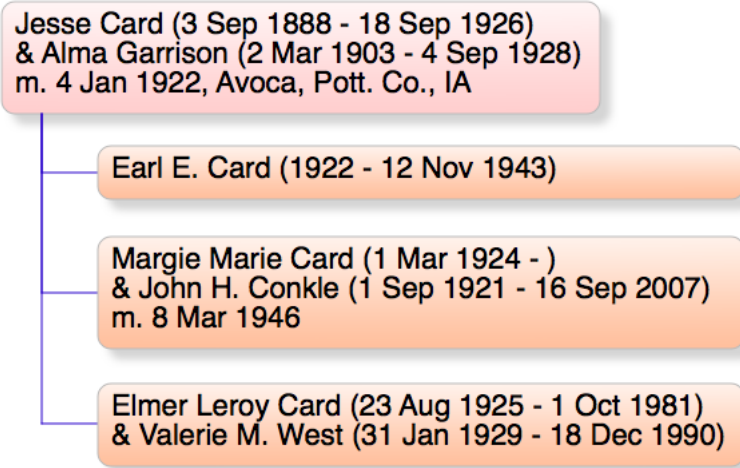 Jesse Card (3 Sep 1888 - 18 Sep 1926)
& Alma Garrison (2 Mar 1903 - 4 Sep 1928)
m. 4 Jan 1922, Avoca, Pott. Co., IA
Earl E. Card (1922 - 12 Nov 1943)
Margie Marie Card (1 Mar 1924 - )
& John H. Conkle (1 Sep 1921 - 16 Sep 2007)
m. 8 Mar 1946
Elmer Leroy Card (23 Aug 1925 - 1 Oct 1981)
& Valerie M. West (31 Jan 1929 - 18 Dec 1990)